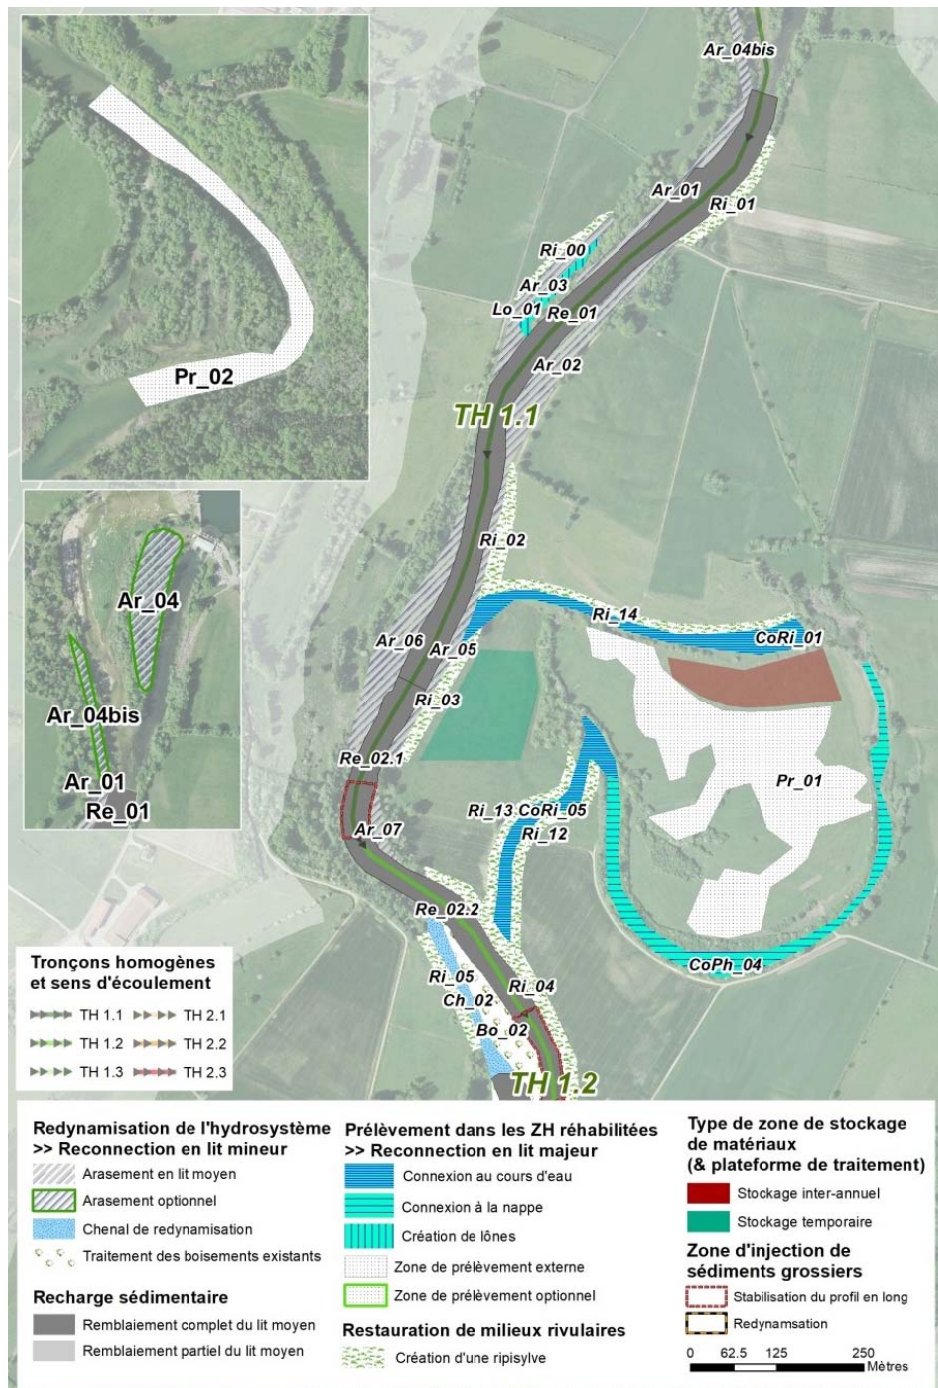 Ar_04bis
Ar_01
Ri_01
Ri_00
Ar_03
Lo_01
Re_01
Ar_02
Pr_02
TH 1.1
Ri_02
Ar_04
Ar_04bis
Ar_01
Re_01
Ri_14
CoRi_01
Ar_06
Ar_05
Ri_03
Re_02.1
Pr_01
Ar_07
Ri_13 CoRi_05
Ri_12
Re_02.2
CoPh_04
Ri_05
Ri_04
Ch_02
Bo_02
TH 1.2
Tronçons homogènes
et sens d'écoulement
TH 1.1 TH 2.1
TH 1.2 TH 2.2
TH 1.3 TH 2.3
Redynamisation de l'hydrosystème
>> Reconnection en lit mineur
Arasement en lit moyen
Arasement optionnel
Chenal de redynamisation
Traitement des boisements existants
Recharge sédimentaire
Remblaiement complet du lit moyen
Remblaiement partiel du lit moyen
Prélèvement dans les ZH réhabilitées
>> Reconnection en lit majeur
Connexion au cours d'eau
Connexion à la nappe
Création de lônes
Zone de prélèvement externe
Zone de prélèvement optionnel
Restauration de milieux rivulaires
Création d'une ripisylve
Type de zone de stockage
de matériaux
(& plateforme de traitement)
Stockage inter-annuel
Stockage temporaire
Zone d'injection de
sédiments grossiers
Stabilisation du profil en long
Redynamsation
0 62.5 125 250
Mètres